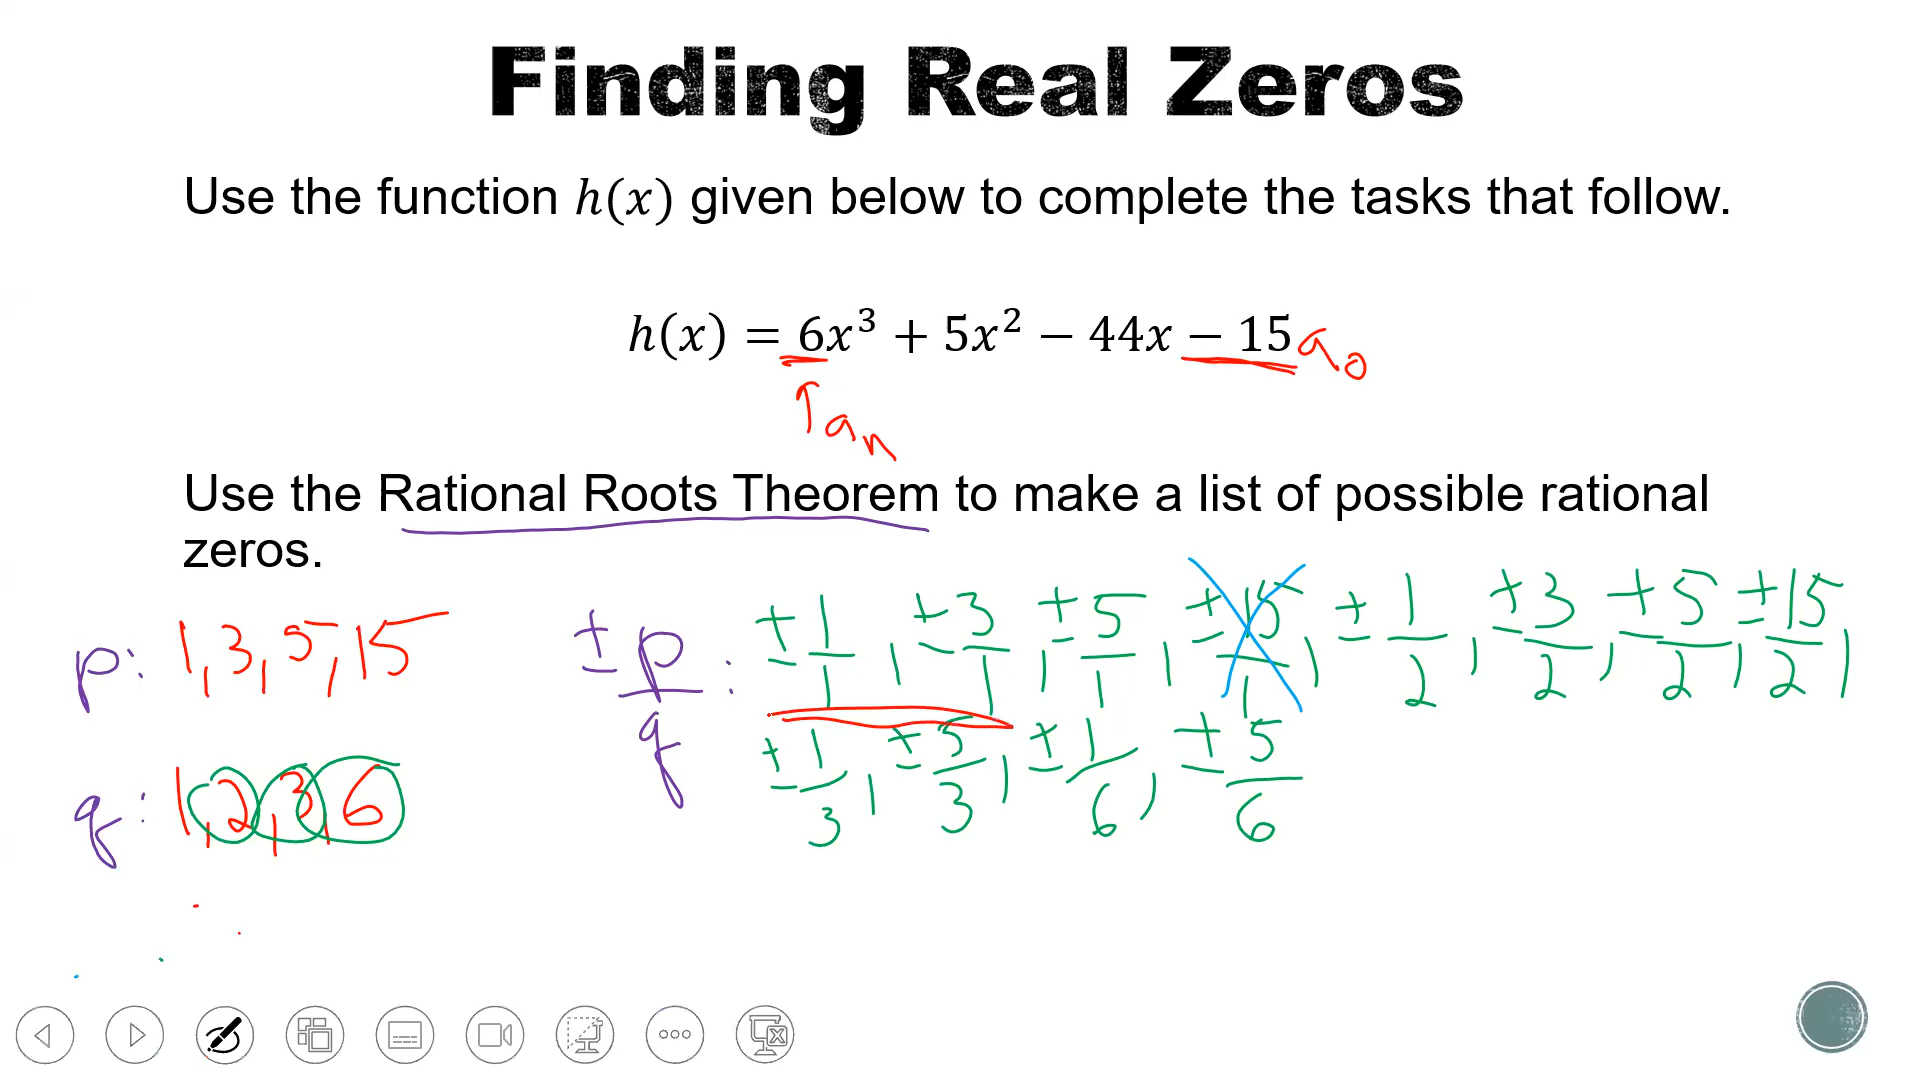 Finding Real Zeros
Use the function h(x) given below to complete the tasks that follow.
h(x) = 6x³ + 5x² − 44x − 15 a₀
↑ aₙ
Use the Rational Roots Theorem to make a list of possible rational
zeros.
p: 1, 3, 5, 15
± p/q : ± 1/1, ± 3/1, ± 5/1, ± 15/1, ± 1/2, ± 3/2, ± 5/2, ± 15/2,
q: 1, 2, 3, 6
± 1/3, ± 5/3, ± 1/6, ± 5/6